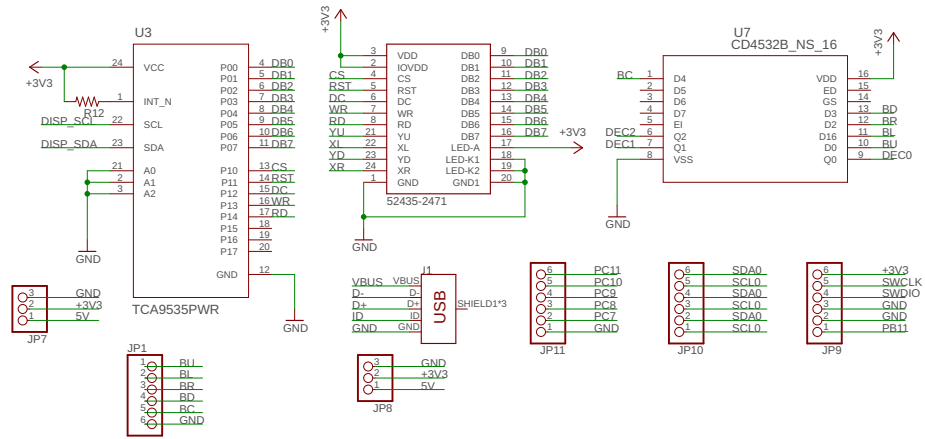 U3
+3V3
24 VCC P00 4 DB0
P01 5 DB1
P02 6 DB2
1 INT_N P03 7 DB3
R12
P04 8 DB4
DISP_SCL 22 SCL P05 9 DB5
P06 10 DB6
DISP_SDA 23 SDA P07 11 DB7
21 A0 P10 13 CS
2 A1 P11 14 RST
3 A2 P12 15 DC
P13 16 WR
P14 17 RD
P15 18
P16 19
P17 20
GND
GND 12
GND
TCA9535PWR
+3V3
3 VDD DB0 9 DB0
2 IOVDD DB1 10 DB1
CS 4 CS DB2 11 DB2
RST 5 RST DB3 12 DB3
DC 6 DC DB4 13 DB4
WR 7 WR DB5 14 DB5
RD 8 RD DB6 15 DB6
YU 21 YU DB7 16 DB7
XL 22 XL LED-A 17 +3V3
YD 23 YD LED-K1 18
XR 24 XR LED-K2 19
1 GND GND1 20
52435-2471
GND
U7
CD4532B_NS_16
+3V3
BC 1 D4 VDD 16
2 D5 ED 15
3 D6 GS 14
4 D7 D3 13 BD
5 EI D2 12 BR
DEC2 6 Q2 D16 11 BL
DEC1 7 Q1 D0 10 BU
8 VSS Q0 9 DEC0
GND
3 GND
2 +3V3
1 5V
JP7
JP1
1 BU
2 BL
3 BR
4 BD
5 BC
6 GND
J1
VBUS VBUS
D- D-
D+ D+
ID ID
GND GND
USB
SHIELD1*3
3 GND
2 +3V3
1 5V
JP8
6 PC11
5 PC10
4 PC9
3 PC8
2 PC7
1 GND
JP11
6 SDA0
5 SCL0
4 SDA0
3 SCL0
2 SDA0
1 SCL0
JP10
6 +3V3
5 SWCLK
4 SWDIO
3 GND
2 GND
1 PB11
JP9